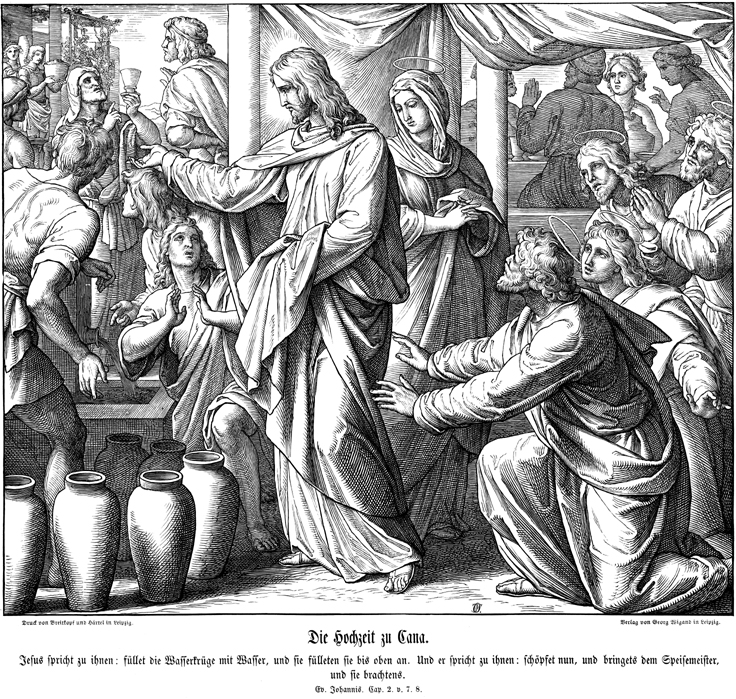 Druck von Breitkopf und Härtel in Leipzig.
Verlag von Georg Wigand in Leipzig.
Die Hochzeit zu Cana.
Jesus spricht zu ihnen: füllet die Wasserkrüge mit Wasser, und sie fülleten sie bis oben an. Und er spricht zu ihnen: schöpfet nun, und bringets dem Speisemeister,
und sie brachtens.
Ev. Johannis. Cap. 2. v. 7. 8.